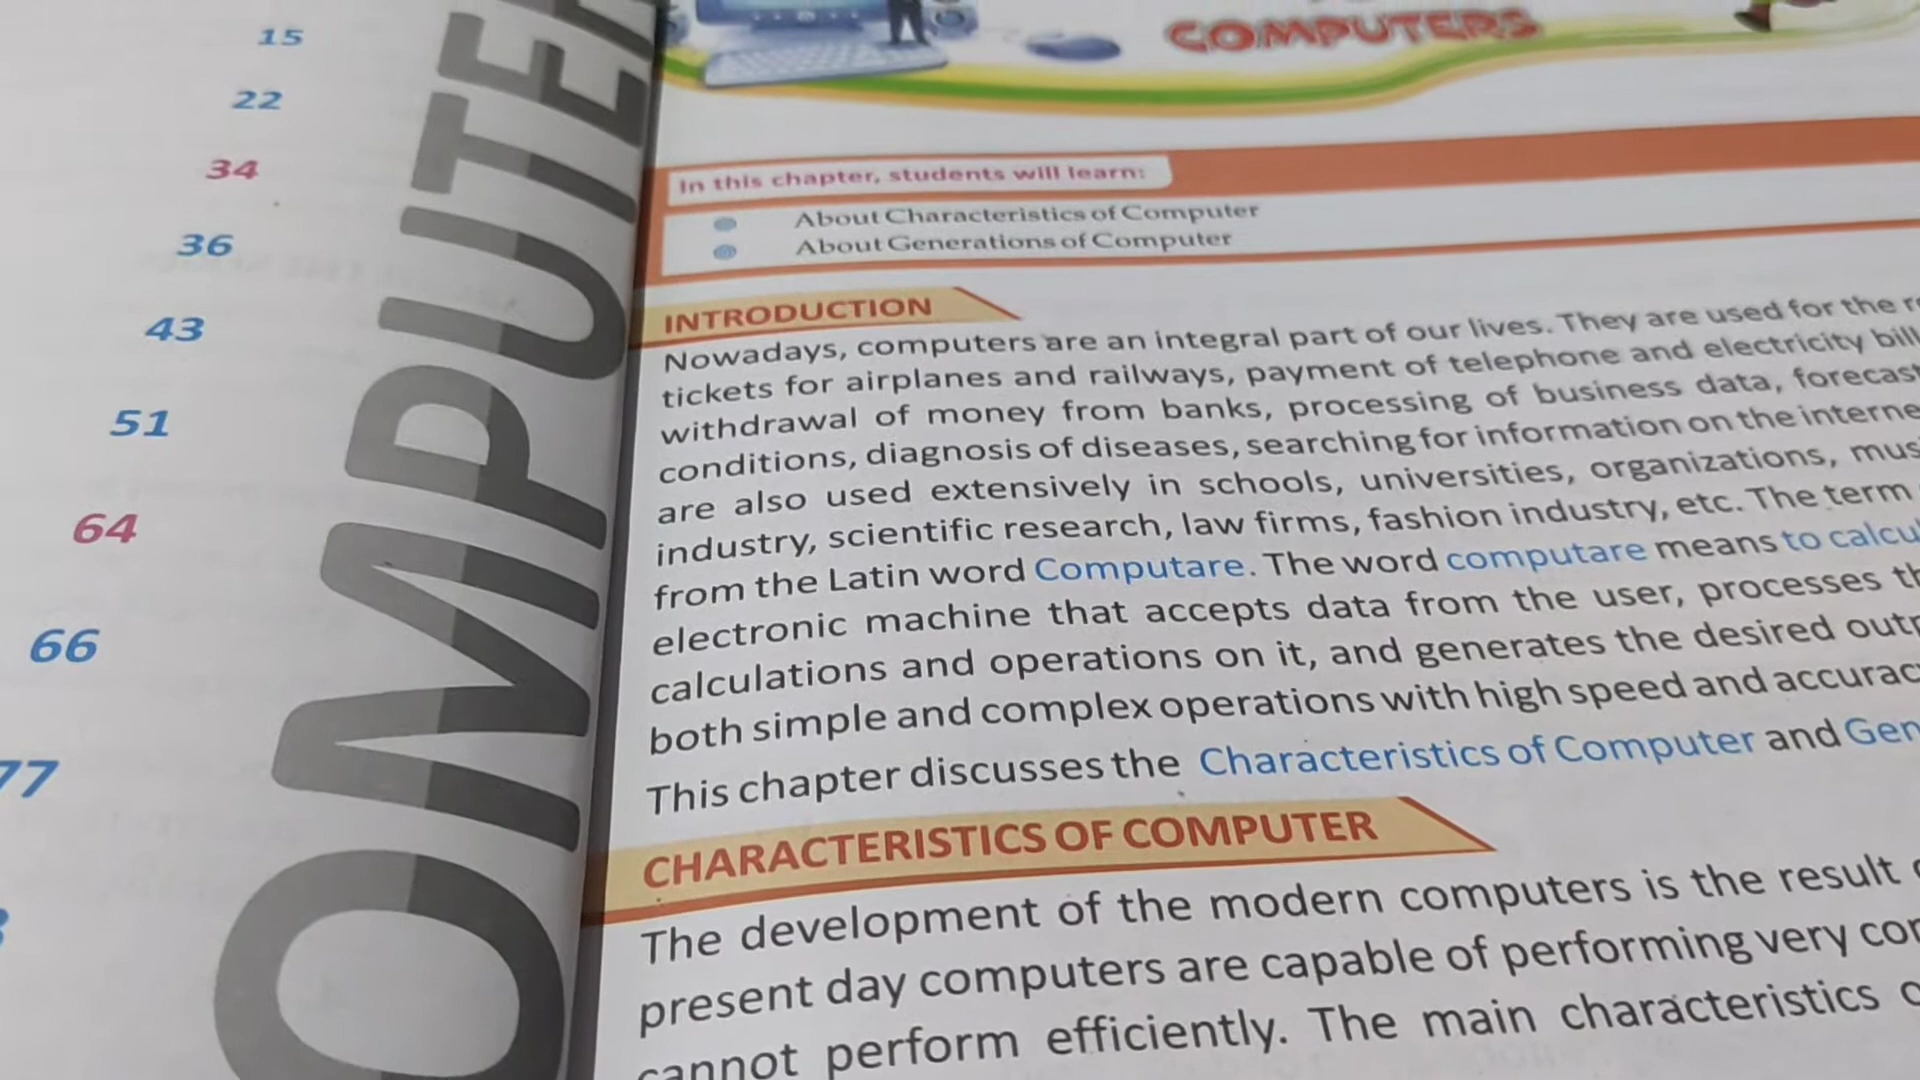 15
22
34
36
43
51
64
66
77
OMPUTE
COMPUTERS
In this chapter, students will learn:
About Characteristics of Computer
About Generations of Computer
INTRODUCTION
Nowadays, computers are an integral part of our lives. They are used for the
tickets for airplanes and railways, payment of telephone and electricity bill
withdrawal of money from banks, processing of business data, forecast
conditions, diagnosis of diseases, searching for information on the interne
are also used extensively in schools, universities, organizations, mus
industry, scientific research, law firms, fashion industry, etc. The term
from the Latin word Computare. The word computare means to calcu
electronic machine that accepts data from the user, processes th
calculations and operations on it, and generates the desired outp
both simple and complex operations with high speed and accurac
This chapter discusses the Characteristics of Computer and Gen
CHARACTERISTICS OF COMPUTER
The development of the modern computers is the result
present day computers are capable of performing very co
cannot perform efficiently. The main characteristics